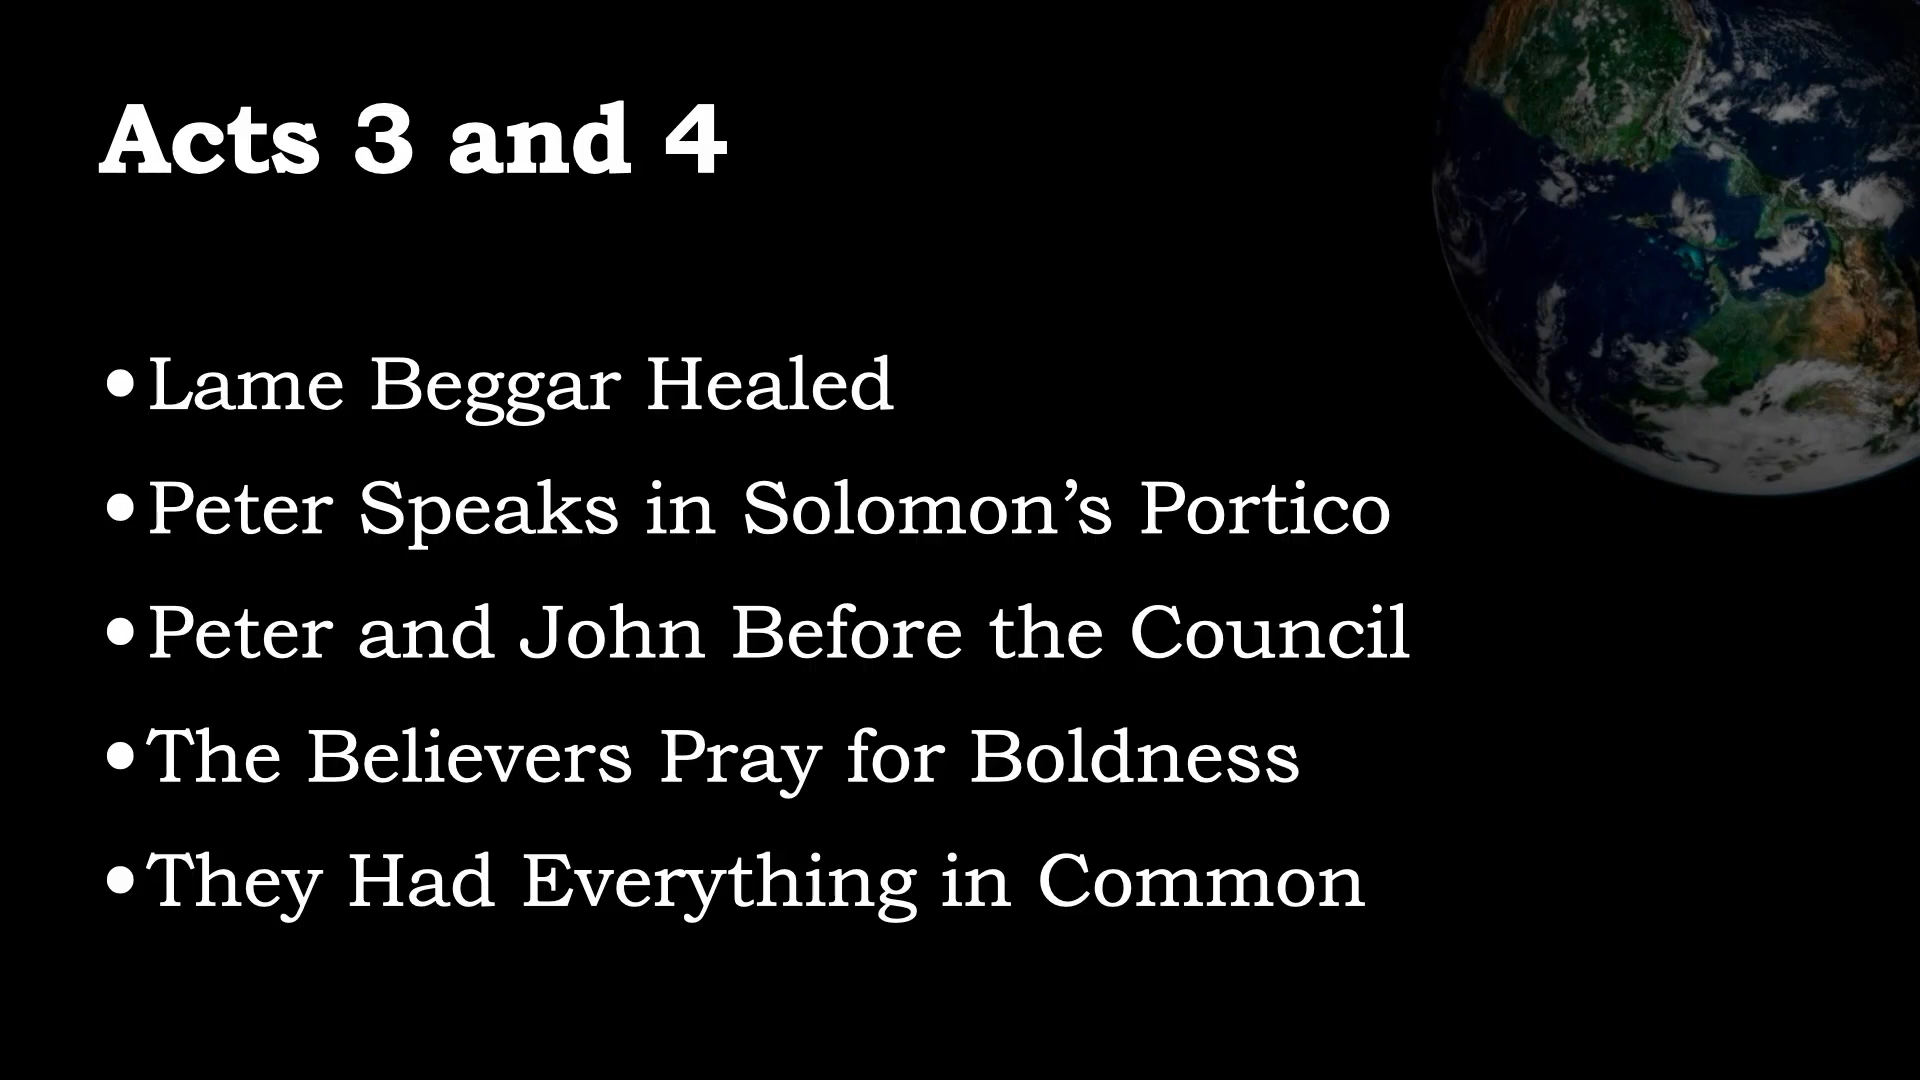 Acts 3 and 4
•Lame Beggar Healed
•Peter Speaks in Solomon’s Portico
•Peter and John Before the Council
•The Believers Pray for Boldness
•They Had Everything in Common